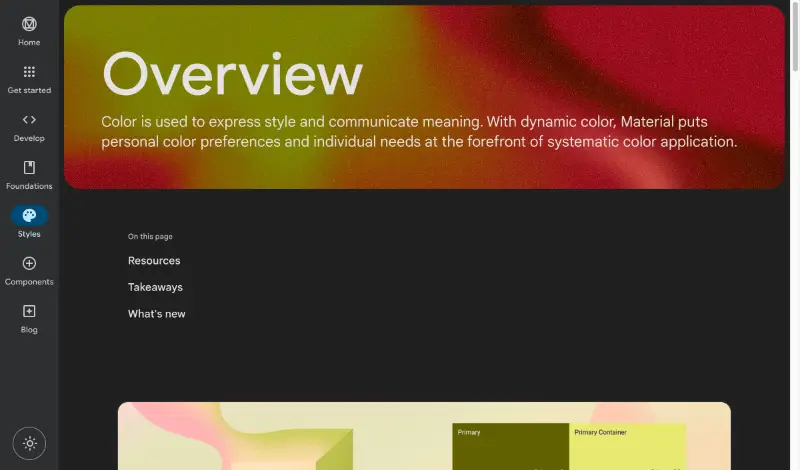 Home
Get started
Develop
Foundations
Styles
Components
Blog
Overview
Color is used to express style and communicate meaning. With dynamic color, Material puts
personal color preferences and individual needs at the forefront of systematic color application.
On this page
Resources
Takeaways
What's new
Primary
Primary Container